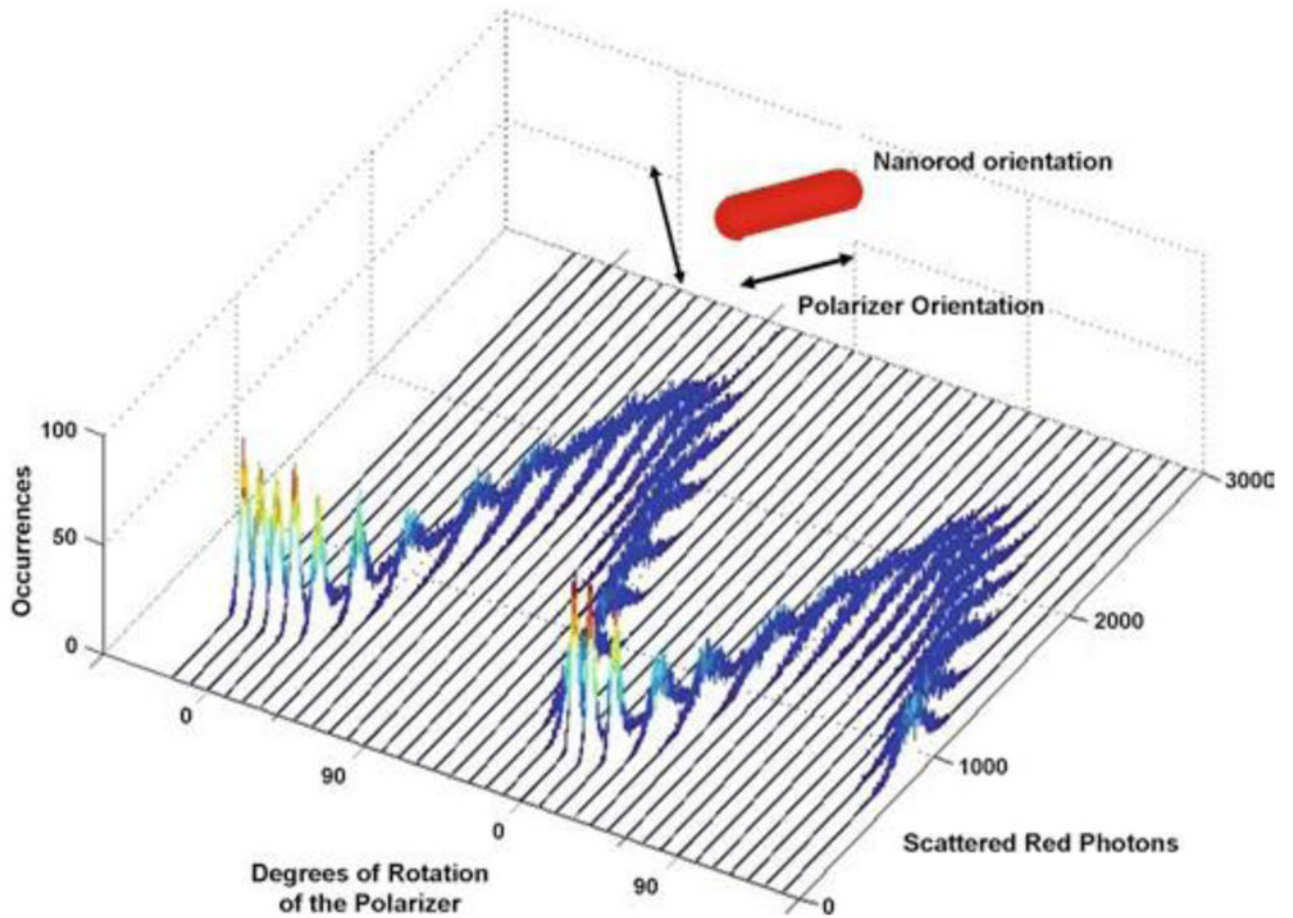 Nanorod orientation
Polarizer Orientation
100
50
0
Occurrences
3000
2000
1000
0
Scattered Red Photons
0
90
0
90
Degrees of Rotation
of the Polarizer